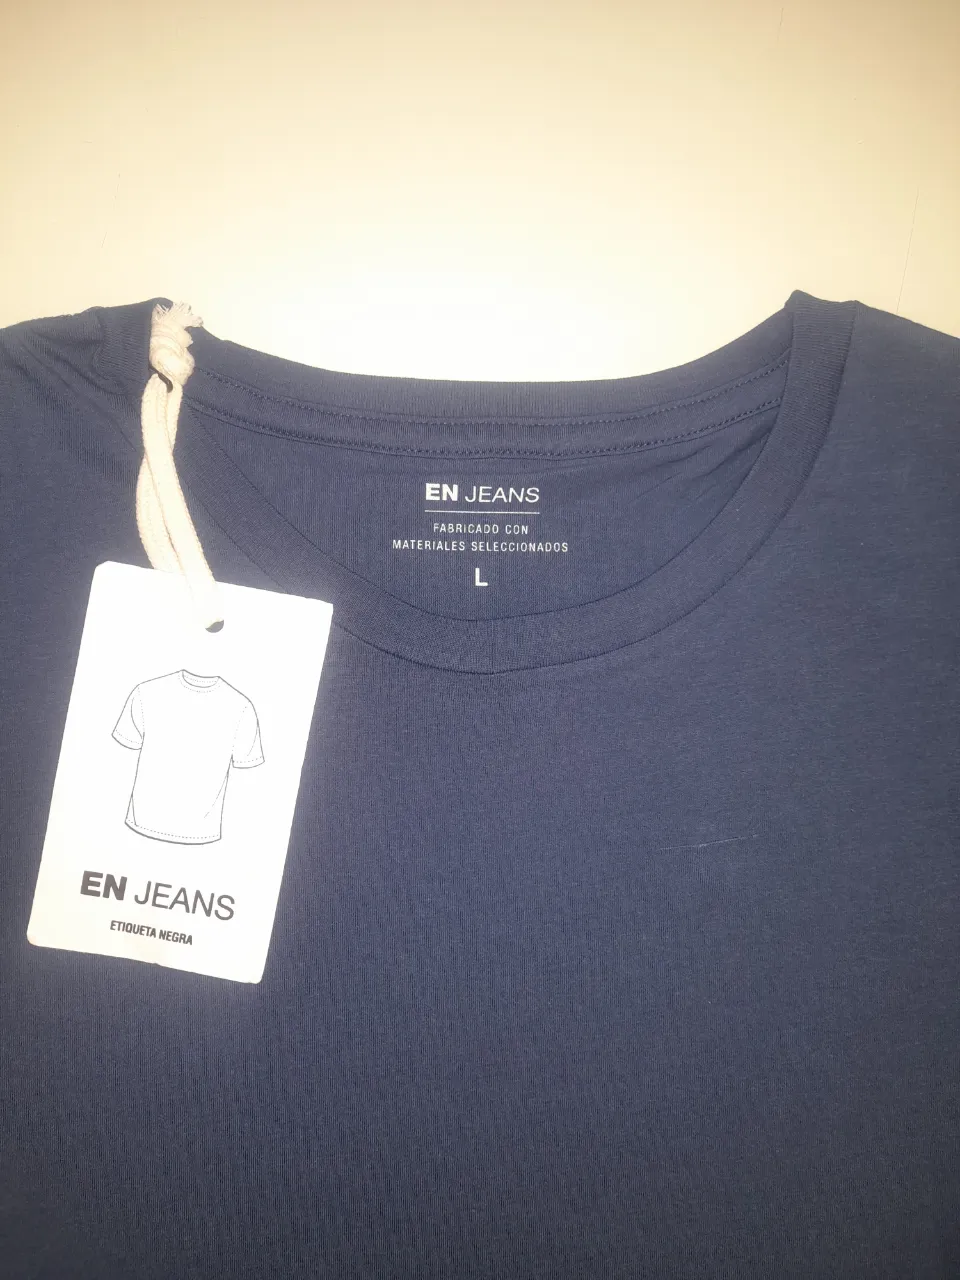 EN JEANS
FABRICADO CON
MATERIALES SELECCIONADOS
L
EN JEANS
ETIQUETA NEGRA